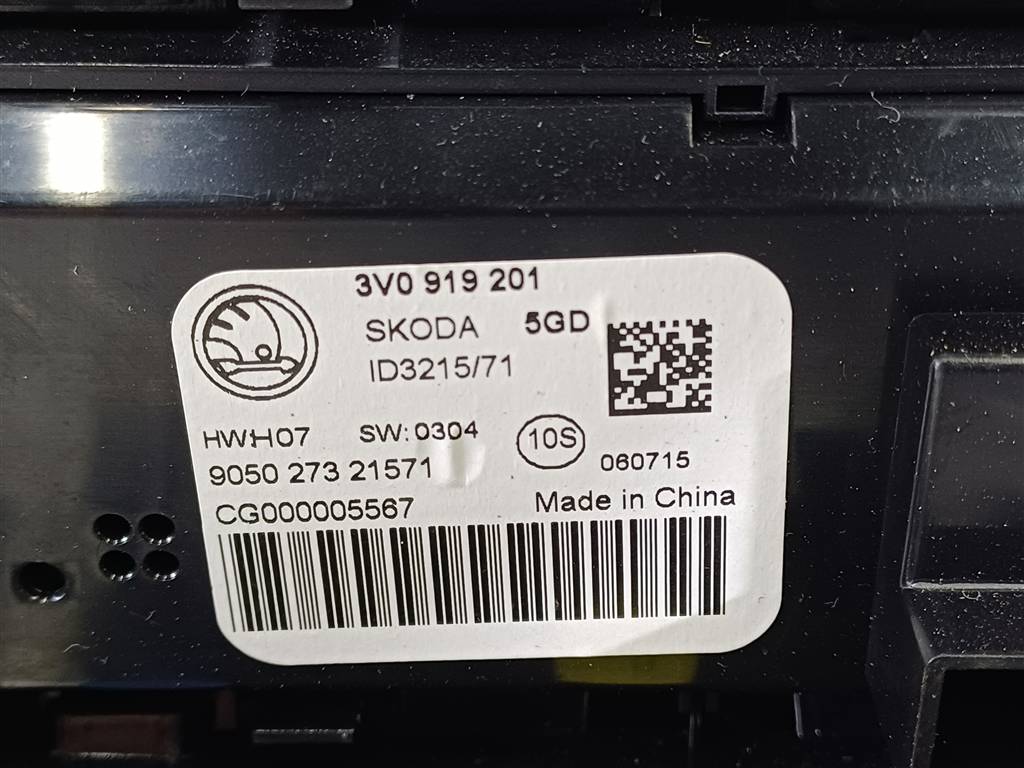 3V0 919 201
SKODA 5GD
ID3215/71
HWH07 SW:0304 10S
060715
9050 273 21571
CG000005567 Made in China